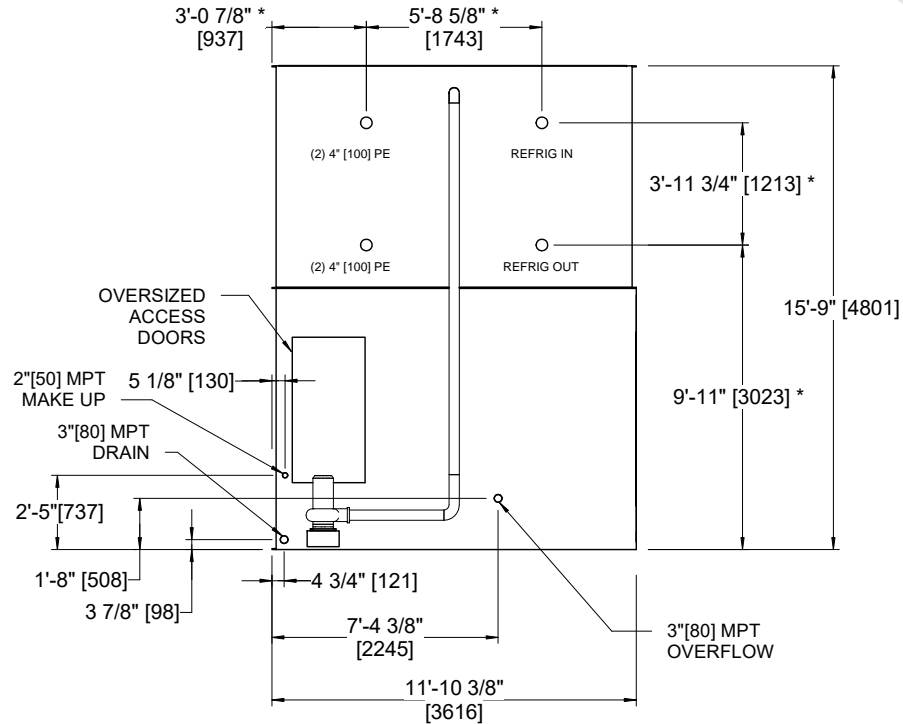 3'-0 7/8" *
[937]
5'-8 5/8" *
[1743]
(2) 4" [100] PE
REFRIG IN
3'-11 3/4" [1213] *
(2) 4" [100] PE
REFRIG OUT
OVERSIZED
ACCESS
DOORS
15'-9" [4801]
2"[50] MPT
MAKE UP
5 1/8" [130]
9'-11" [3023] *
3"[80] MPT
DRAIN
2'-5"[737]
1'-8" [508]
4 3/4" [121]
3 7/8" [98]
7'-4 3/8"
[2245]
3"[80] MPT
OVERFLOW
11'-10 3/8"
[3616]